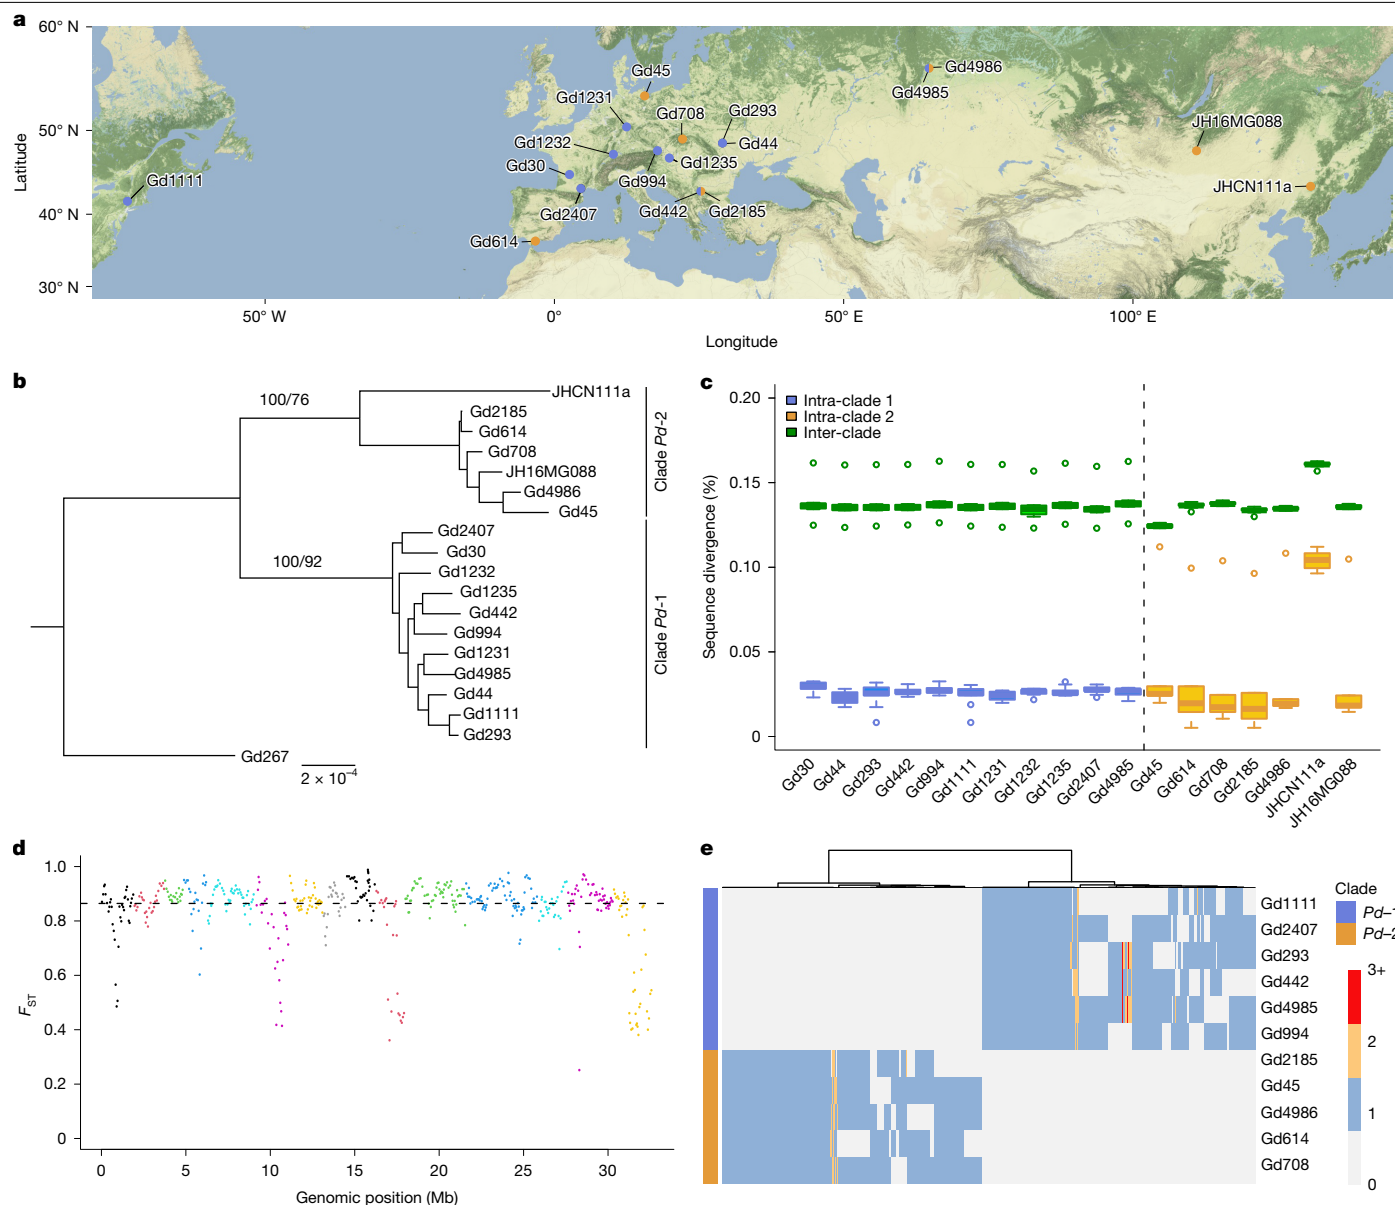 a
60° N
50° N
40° N
30° N
Latitude
Gd1111
Gd45
Gd1231
Gd708
Gd293
Gd1232
Gd44
Gd30
Gd1235
Gd994
Gd2407
Gd442
Gd2185
Gd614
Gd4986
Gd4985
JH16MG088
JHCN111a
50° W
0°
50° E
100° E
Longitude
b
100/76
100/92
JHCN111a
Gd2185
Gd614
Gd708
JH16MG088
Gd4986
Gd45
Gd2407
Gd30
Gd1232
Gd1235
Gd442
Gd994
Gd1231
Gd4985
Gd44
Gd1111
Gd293
Gd267
2 × 10⁻⁴
Clade Pd-2
Clade Pd-1
c
Intra-clade 1
Intra-clade 2
Inter-clade
0.20
0.15
0.10
0.05
0
Sequence divergence (%)
Gd30
Gd44
Gd293
Gd442
Gd994
Gd1111
Gd1231
Gd1232
Gd1235
Gd2407
Gd4985
Gd45
Gd614
Gd708
Gd2185
Gd4986
JHCN111a
JH16MG088
d
1.0
0.8
0.6
0.4
0.2
0
FST
0
5
10
15
20
25
30
Genomic position (Mb)
e
Gd1111
Gd2407
Gd293
Gd442
Gd4985
Gd994
Gd2185
Gd45
Gd4986
Gd614
Gd708
Clade
Pd–1
Pd–2
3+
2
1
0